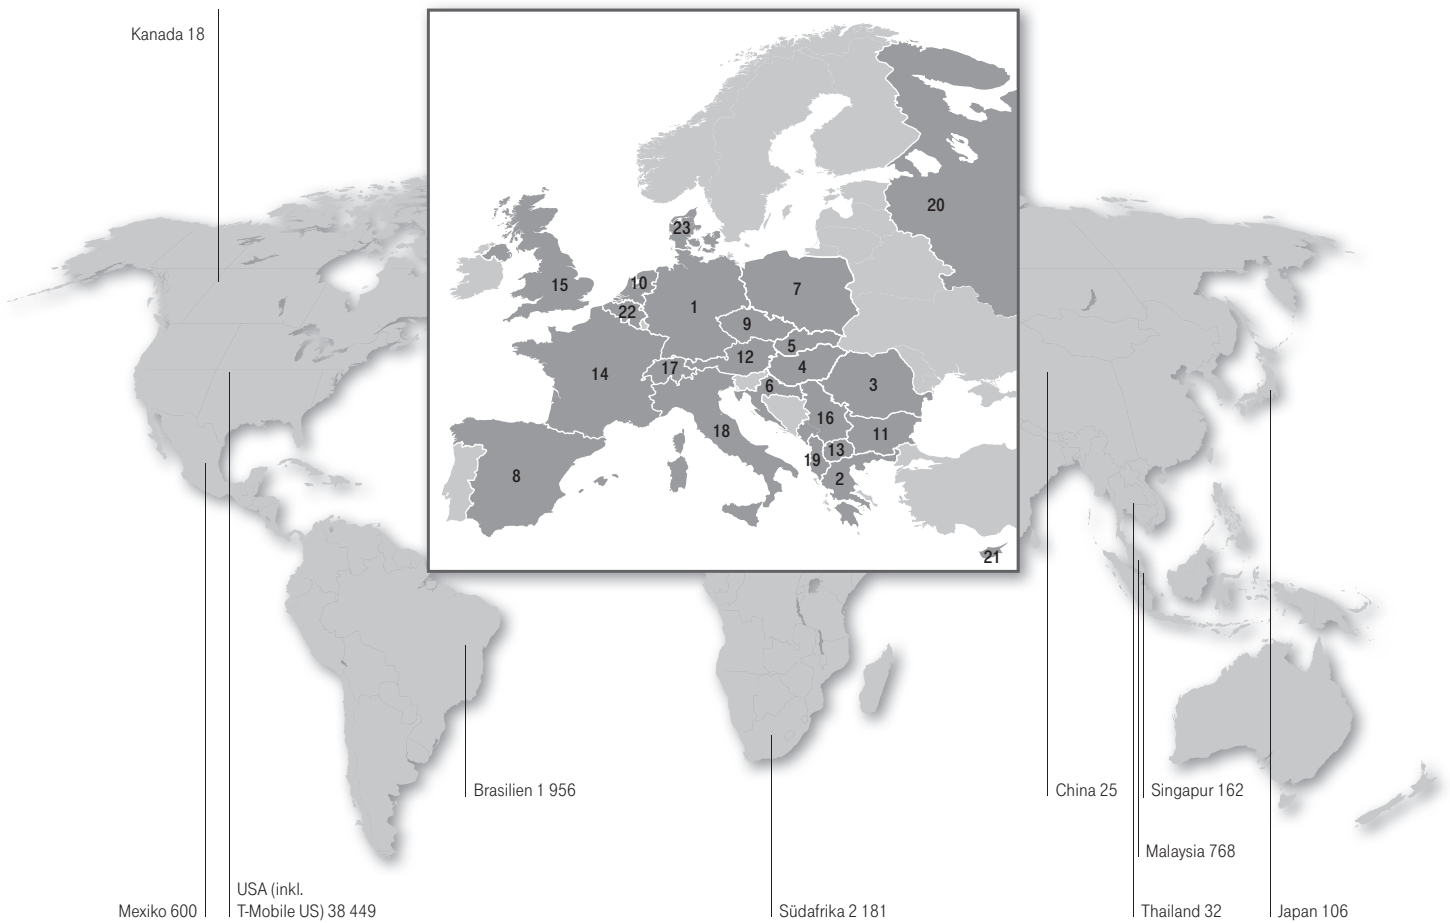 Kanada 18
20
23
15
10
22
1
7
9
5
12
4
17
14
6
3
16
18
11
13
19
8
2
21
Brasilien 1 956
China 25
Singapur 162
Malaysia 768
Mexiko 600
USA (inkl.
T-Mobile US) 38 449
Südafrika 2 181
Thailand 32
Japan 106